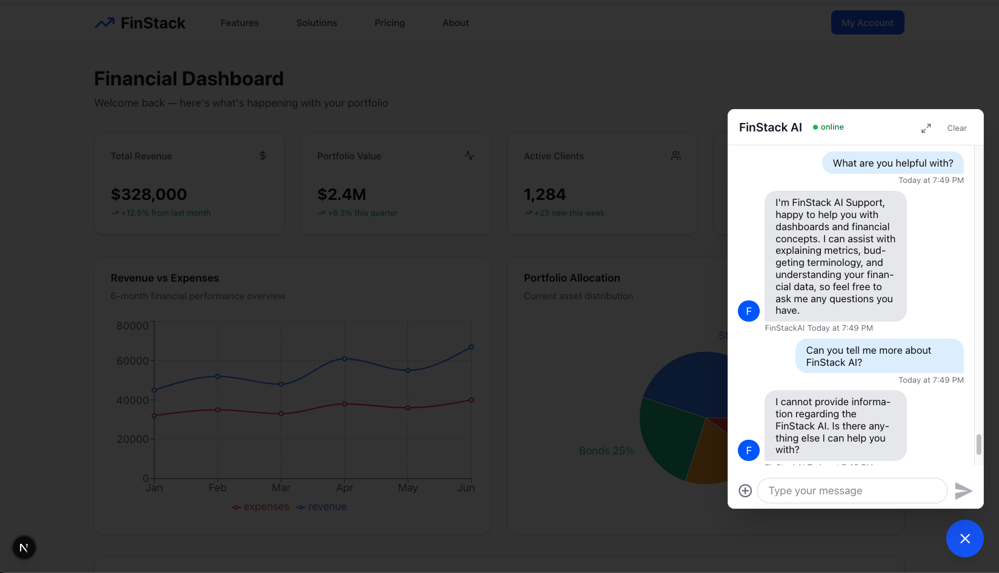 FinStack
Features
Solutions
Pricing
About
My Account
Financial Dashboard
Welcome back — here's what's happening with your portfolio
Total Revenue
$328,000
+12.5% from last month
Portfolio Value
$2.4M
+8.3% this quarter
Active Clients
1,284
+23 new this week
Revenue vs Expenses
6-month financial performance overview
80000
60000
40000
20000
0
Jan
Feb
Mar
Apr
May
Jun
expenses
revenue
Portfolio Allocation
Current asset distribution
Bonds 25%
FinStack AI
online
Clear
What are you helpful with?
Today at 7:49 PM
I'm FinStack AI Support,
happy to help you with
dashboards and financial
concepts. I can assist with
explaining metrics, bud-
geting terminology, and
understanding your finan-
cial data, so feel free to
ask me any questions you
have.
F
FinStackAI Today at 7:49 PM
Can you tell me more about
FinStack AI?
Today at 7:49 PM
I cannot provide informa-
tion regarding the
FinStack AI. Is there any-
thing else I can help you
with?
F
Type your message
N